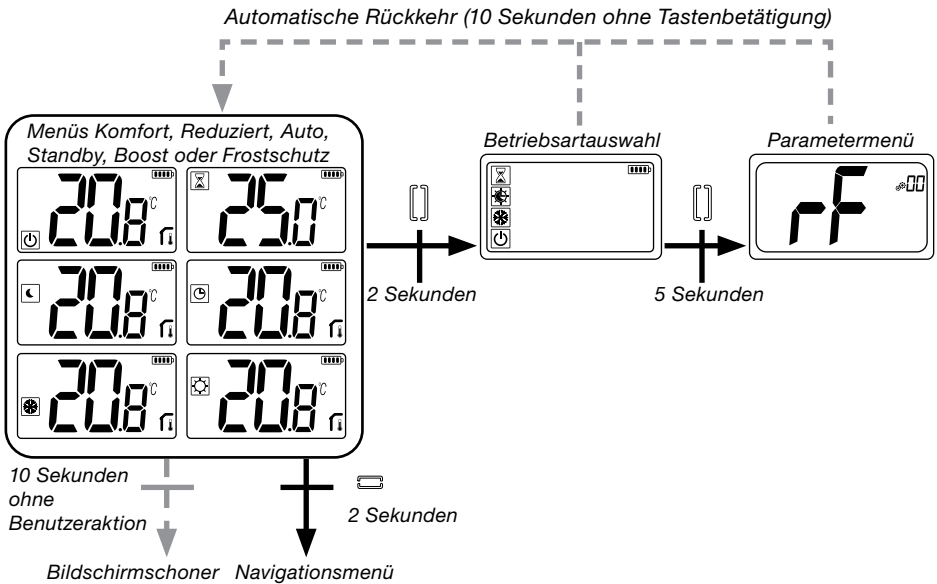 Automatische Rückkehr (10 Sekunden ohne Tastenbetätigung)
Menüs Komfort, Reduziert, Auto,
Standby, Boost oder Frostschutz
20.8 °C
25.0 °C
20.8 °C
20.8 °C
20.8 °C
20.8 °C
2 Sekunden
Betriebsartauswahl
5 Sekunden
Parametermenü
rF
00
10 Sekunden
ohne
Benutzeraktion
2 Sekunden
Bildschirmschoner
Navigationsmenü